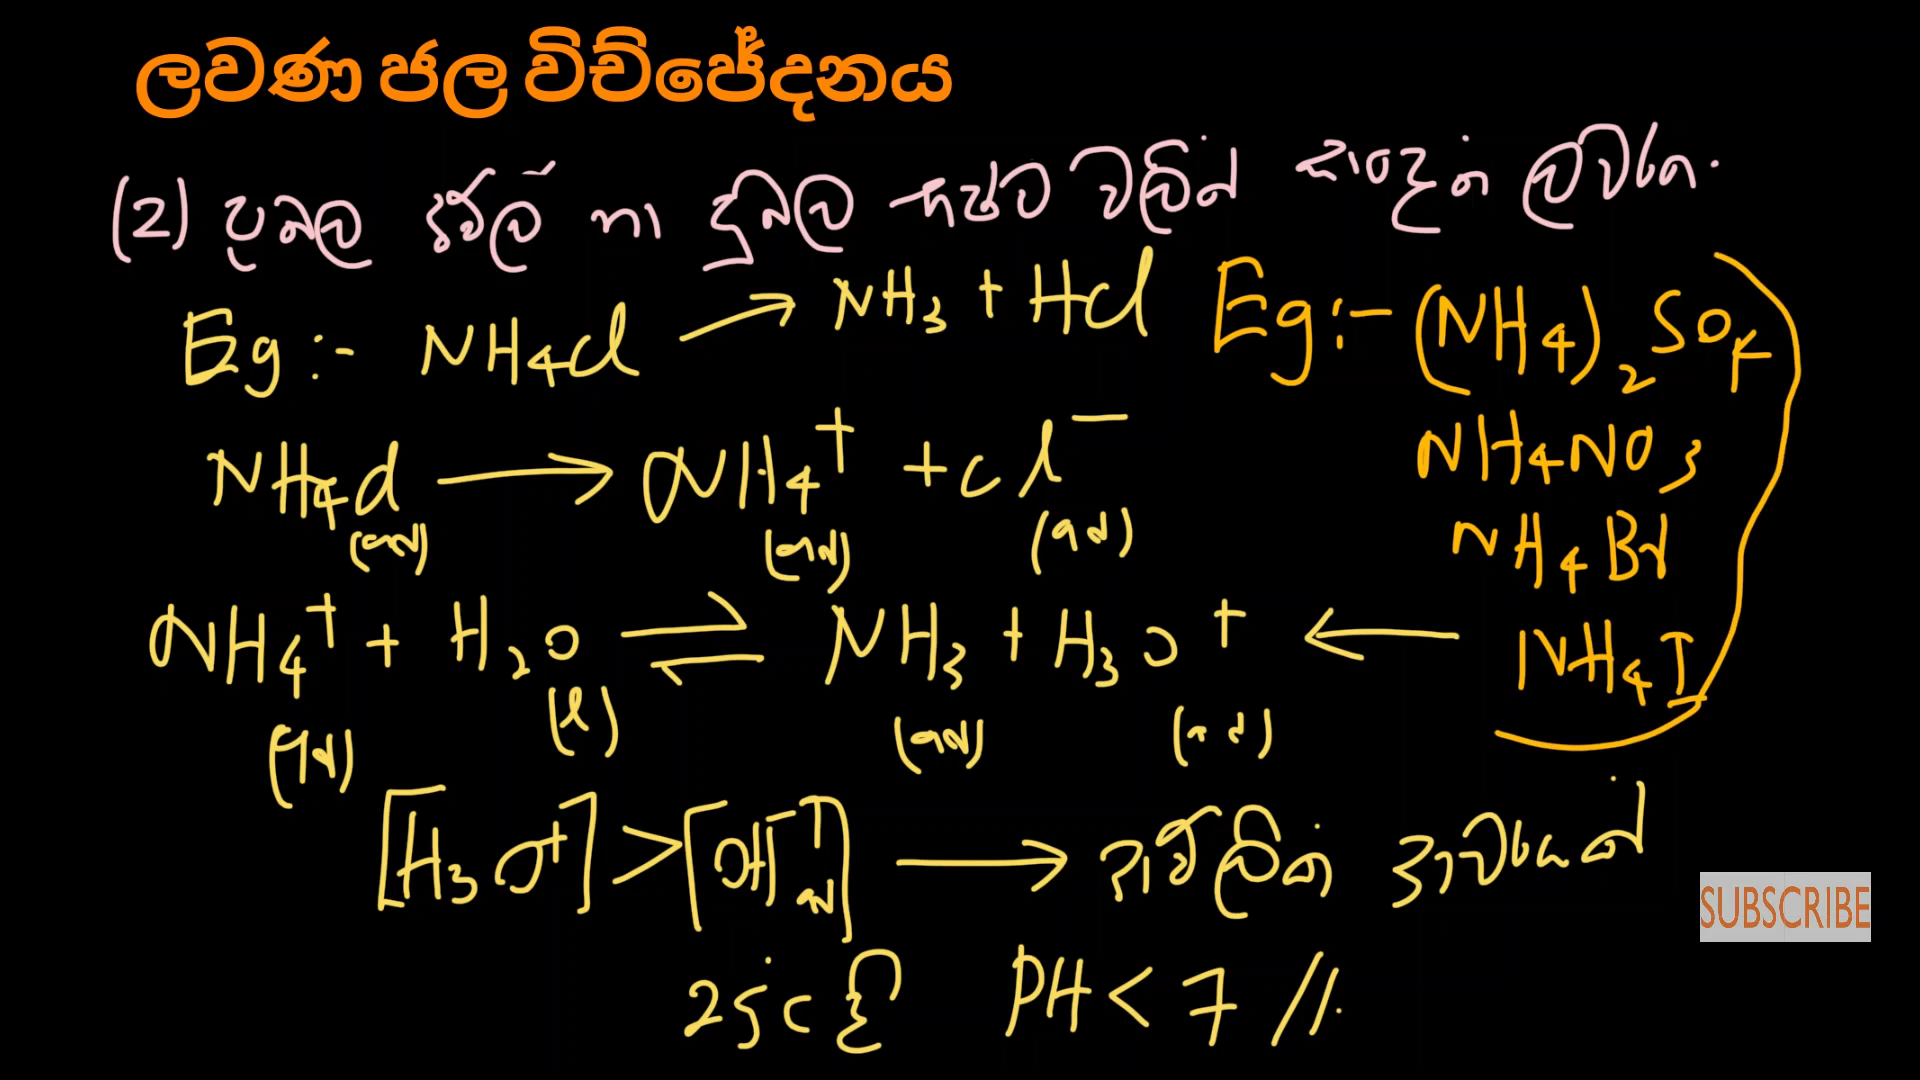 ලවණ ජල විච්ජේදනය
(2) ප්‍රබල අම්ල හා දුබල භෂ්ම වලින් සෑදුන ලවණ.
Eg :- NH4Cl → NH3 + HCl
NH4Cl (aq) → NH4+ (aq) + Cl− (aq)
NH4+ (aq) + H2O (l) ⇌ NH3 (aq) + H3O+ (aq) ←
[H3O+] > [OH−] → ආම්ලික ද්‍රාවණයක්
25°C දී PH < 7 //
Eg :- (NH4)2SO4
NH4NO3
NH4Br
NH4I
SUBSCRIBE